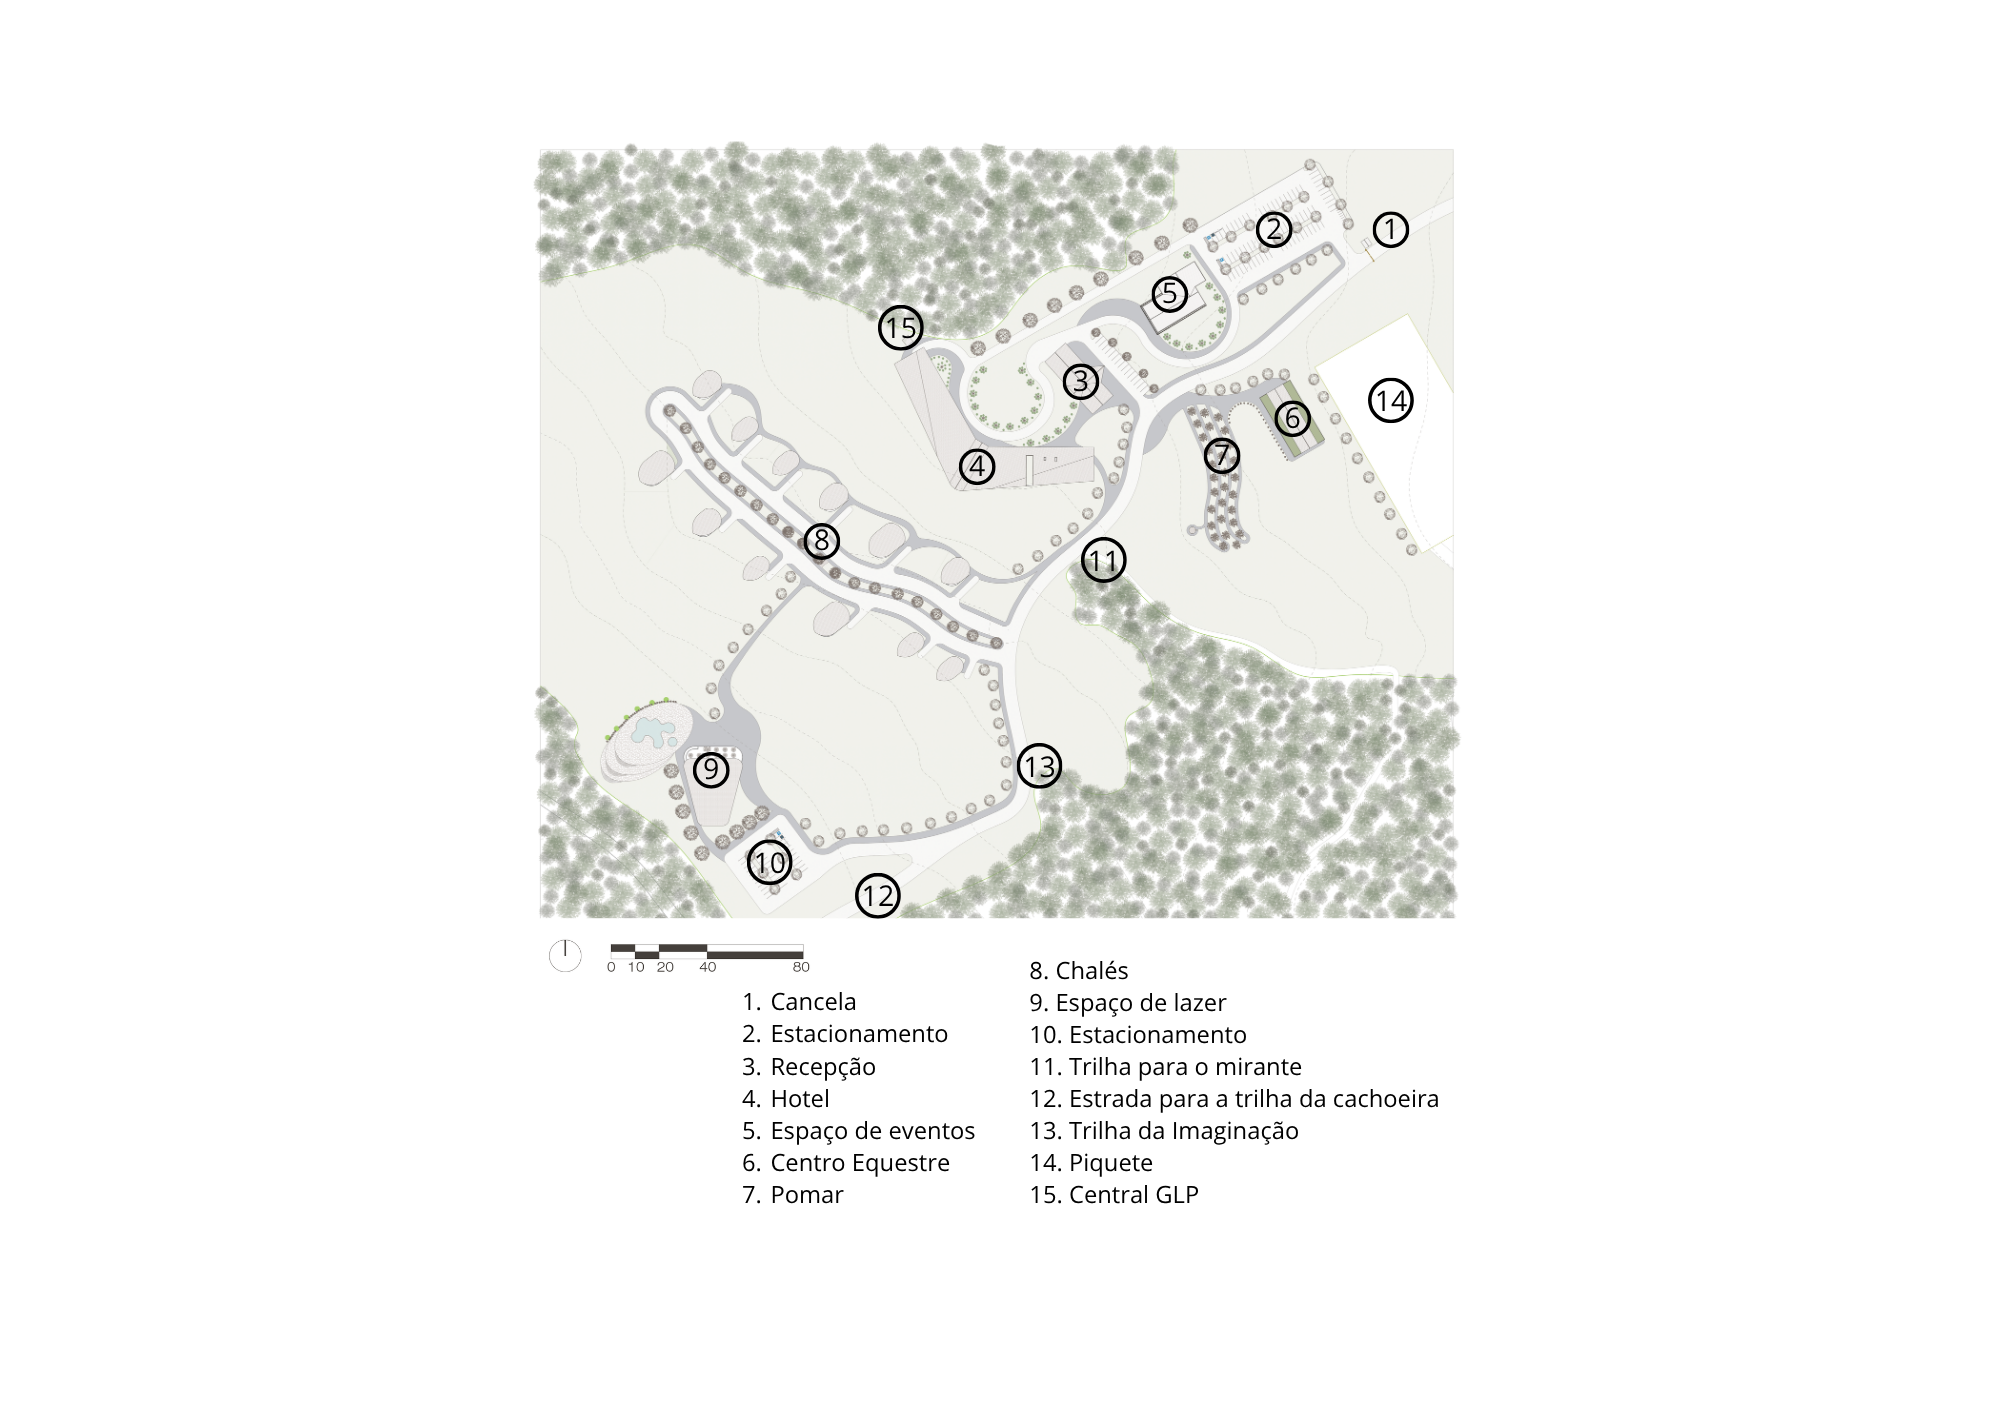 1
2
5
15
3
14
6
7
4
8
11
13
9
10
12
0 10 20 40 80
1. Cancela
2. Estacionamento
3. Recepção
4. Hotel
5. Espaço de eventos
6. Centro Equestre
7. Pomar
8. Chalés
9. Espaço de lazer
10. Estacionamento
11. Trilha para o mirante
12. Estrada para a trilha da cachoeira
13. Trilha da Imaginação
14. Piquete
15. Central GLP